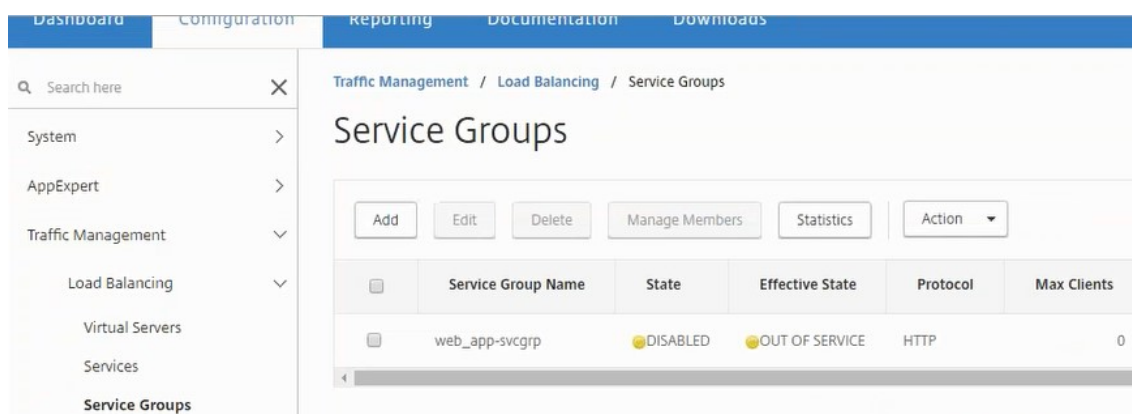 Dashboard Configuration Reporting Documentation Downloads
Search here
Traffic Management / Load Balancing / Service Groups
System
Service Groups
AppExpert
Add Edit Delete Manage Members Statistics Action
Traffic Management
Load Balancing
Service Group Name State Effective State Protocol Max Clients
Virtual Servers
web_app-svcgrp DISABLED OUT OF SERVICE HTTP 0
Services
Service Groups